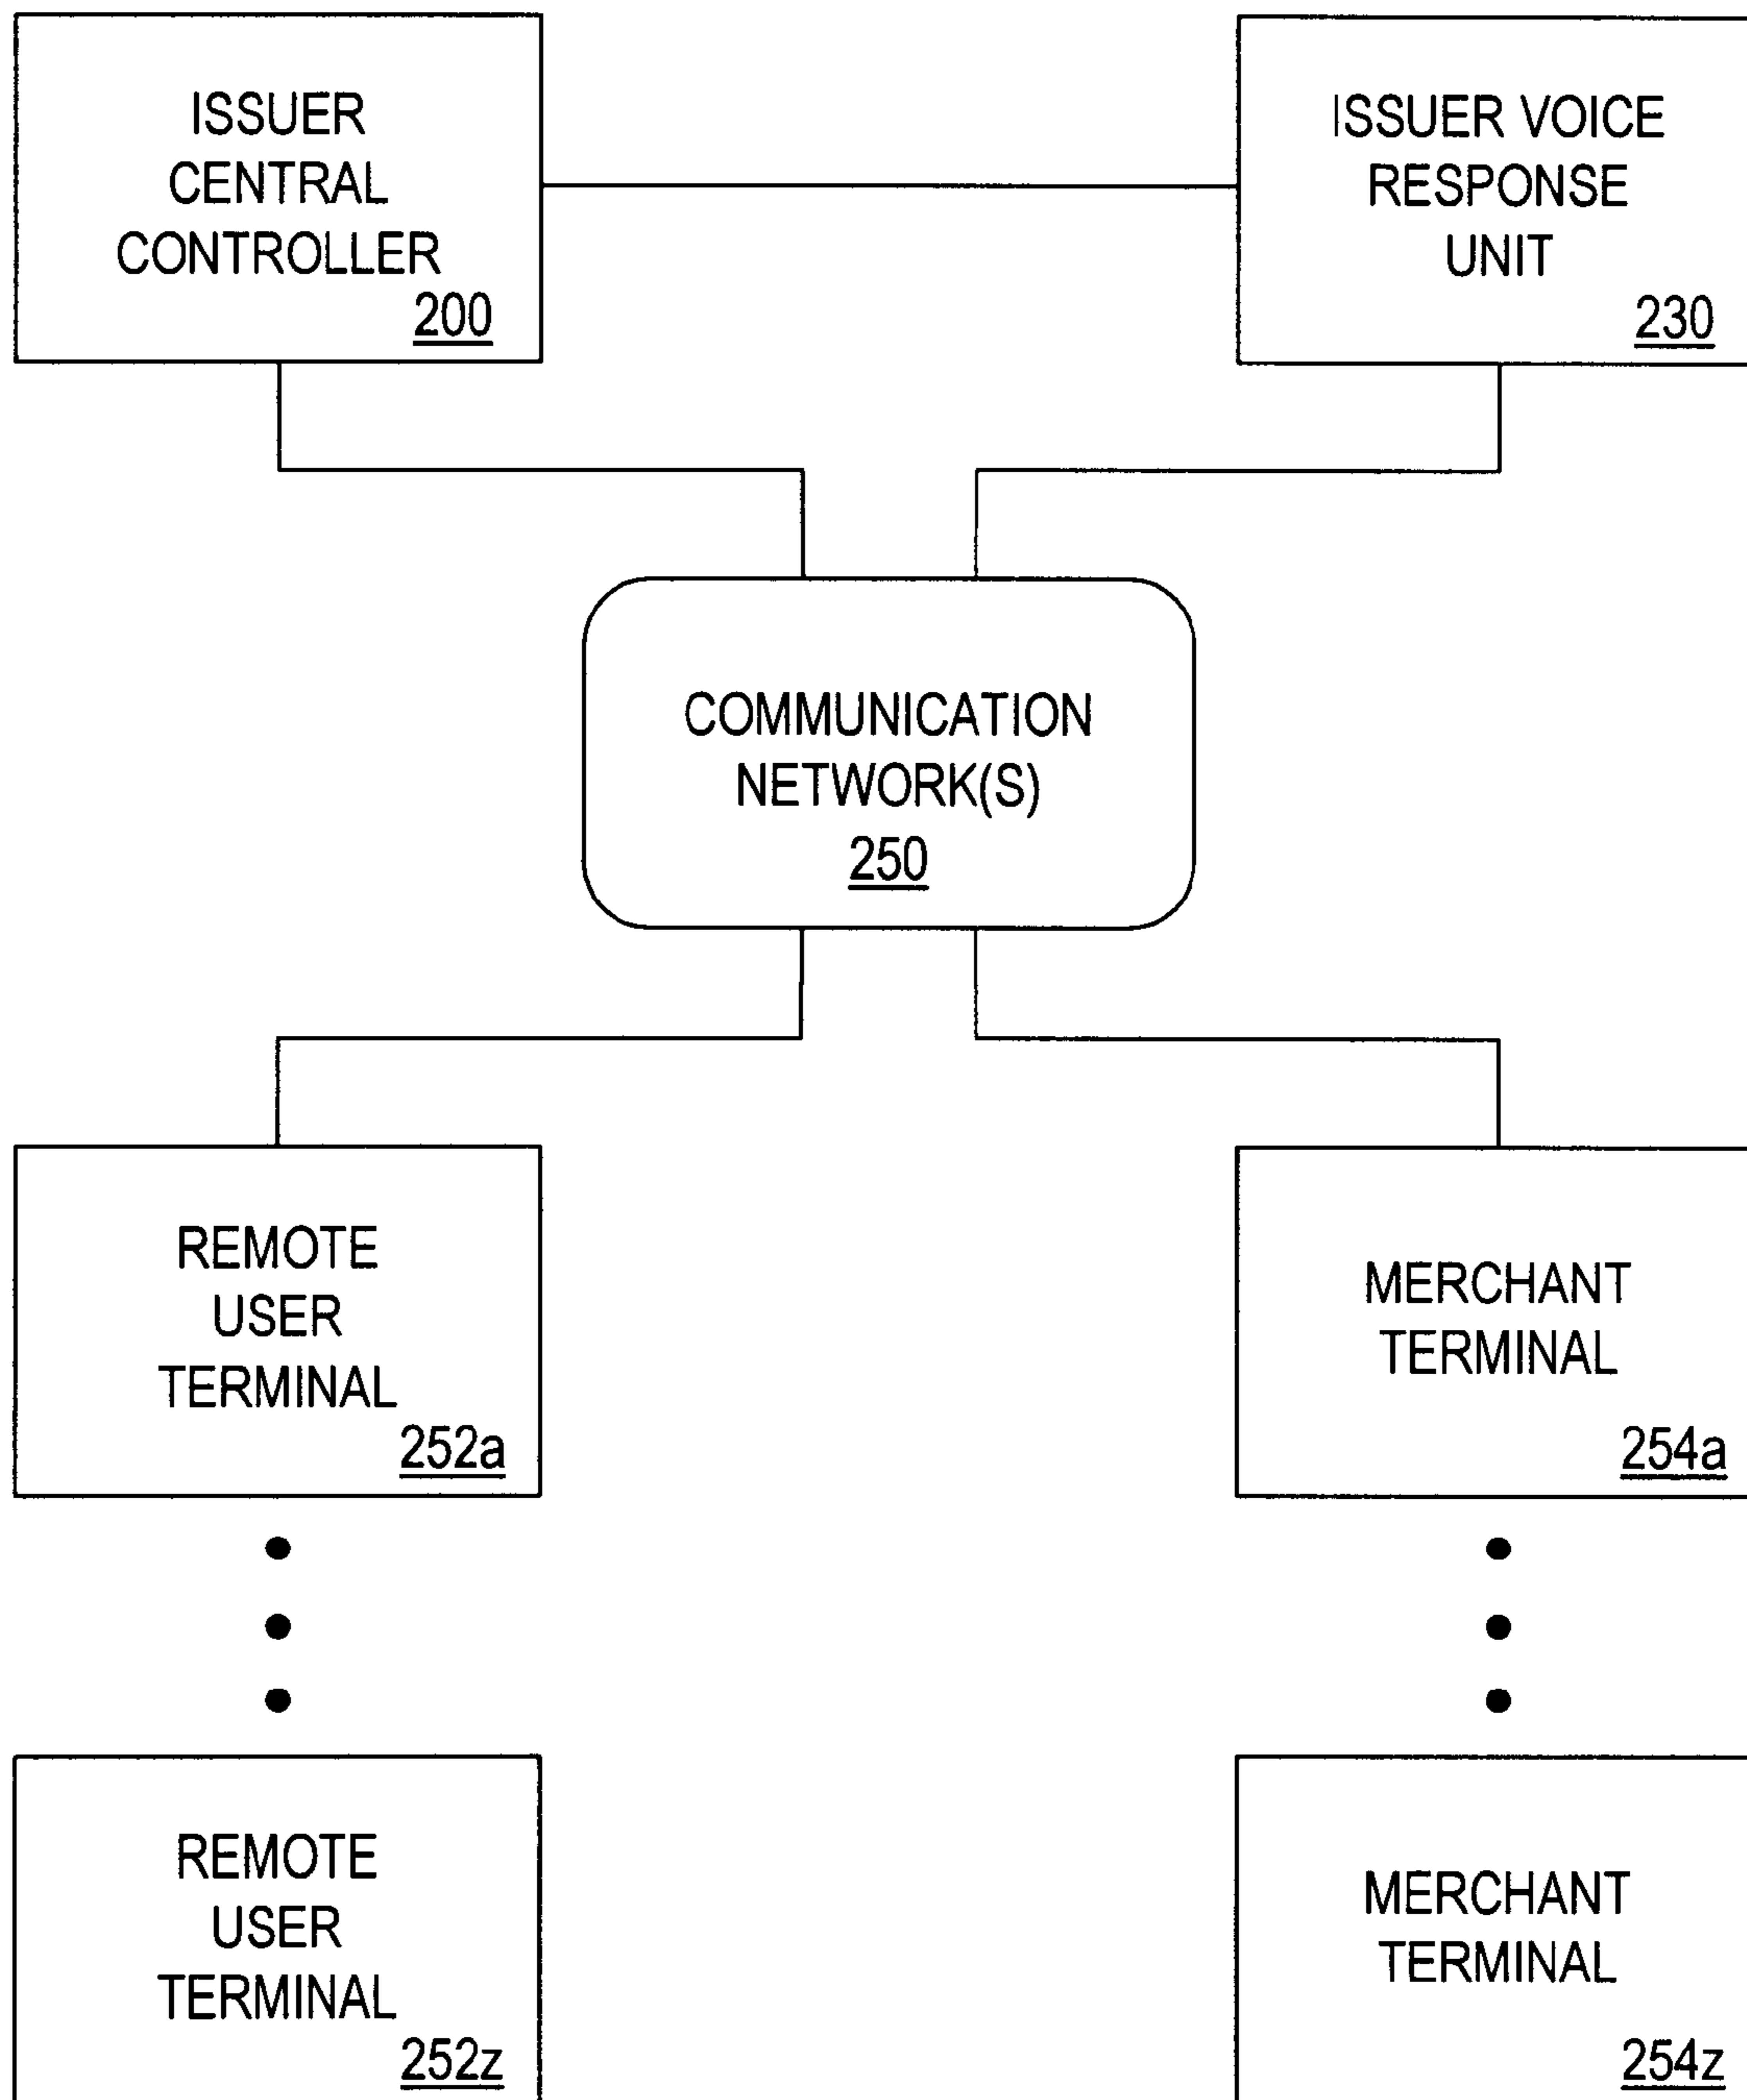 ISSUER
CENTRAL
CONTROLLER
200
ISSUER VOICE
RESPONSE
UNIT
230
COMMUNICATION
NETWORK(S)
250
REMOTE
USER
TERMINAL
252a
MERCHANT
TERMINAL
254a
REMOTE
USER
TERMINAL
252z
MERCHANT
TERMINAL
254z